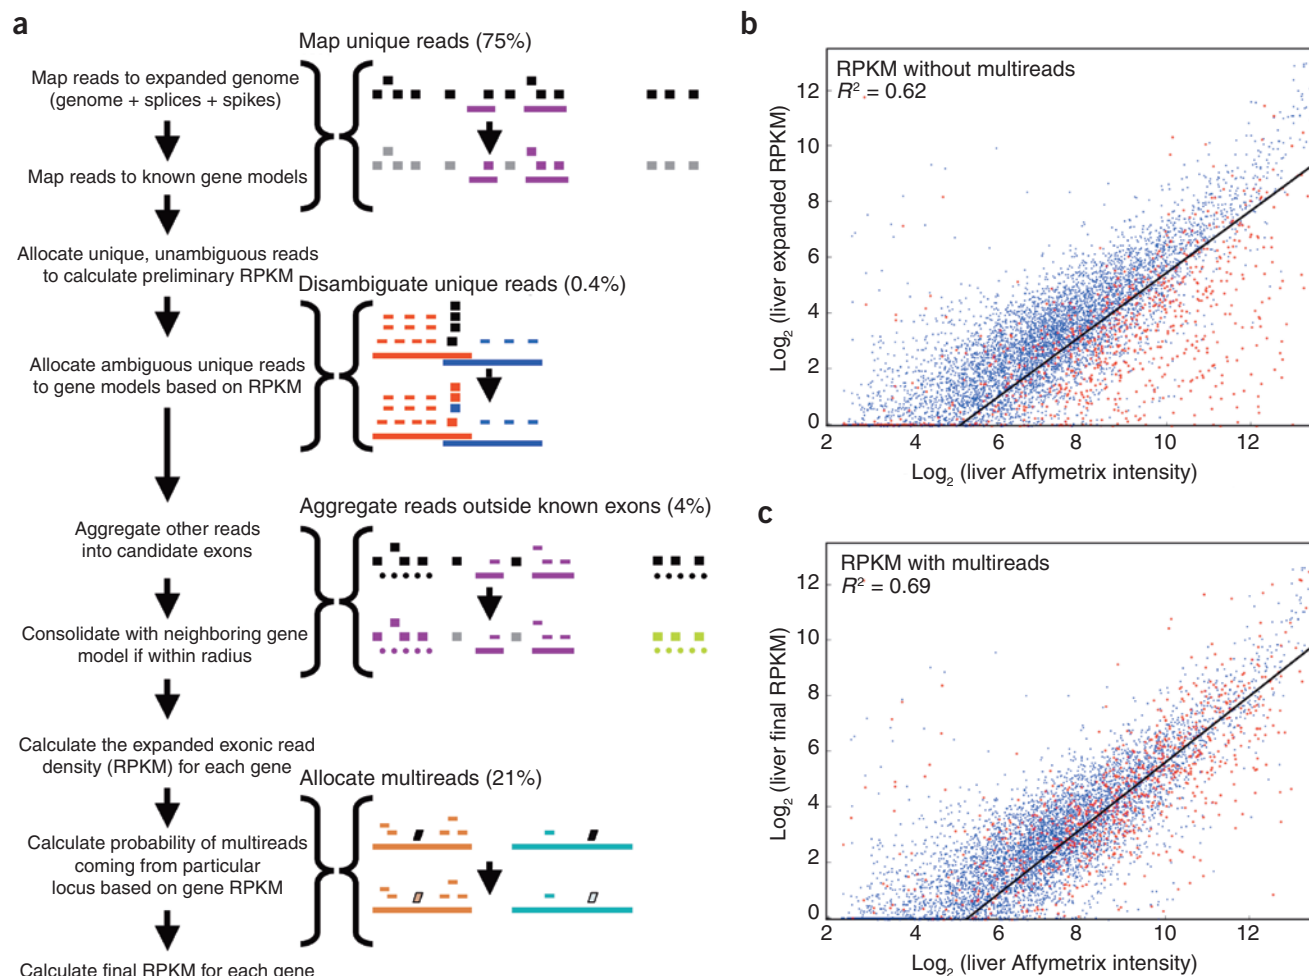 a
Map unique reads (75%)
Map reads to expanded genome
(genome + splices + spikes)
Map reads to known gene models
Allocate unique, unambiguous reads
to calculate preliminary RPKM
Disambiguate unique reads (0.4%)
Allocate ambiguous unique reads
to gene models based on RPKM
Aggregate reads outside known exons (4%)
Aggregate other reads
into candidate exons
Consolidate with neighboring gene
model if within radius
Calculate the expanded exonic read
density (RPKM) for each gene
Allocate multireads (21%)
Calculate probability of multireads
coming from particular
locus based on gene RPKM
Calculate final RPKM for each gene
b
RPKM without multireads
R² = 0.62
Log₂ (liver expanded RPKM)
12
10
8
6
4
2
0
2 4 6 8 10 12
Log₂ (liver Affymetrix intensity)
c
RPKM with multireads
R² = 0.69
Log₂ (liver final RPKM)
12
10
8
6
4
2
0
2 4 6 8 10 12
Log₂ (liver Affymetrix intensity)